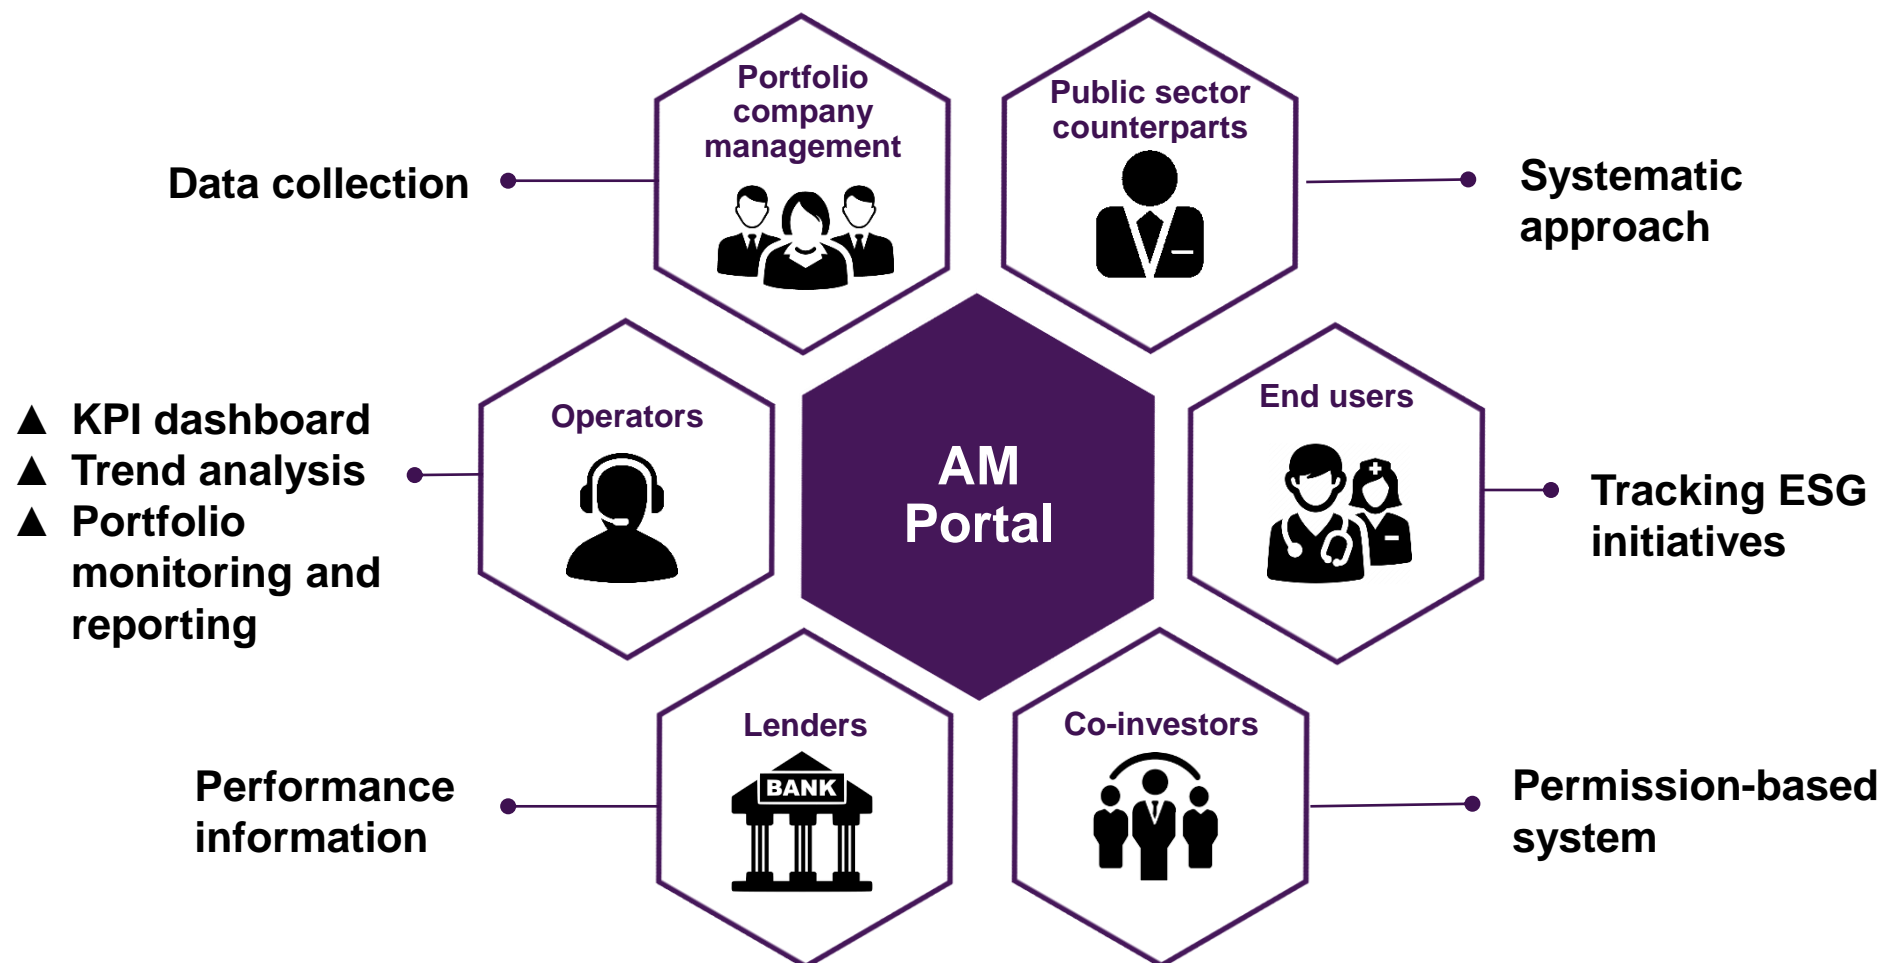 Portfolio
company
management
Public sector
counterparts
Data collection
Systematic
approach
▲ KPI dashboard
▲ Trend analysis
▲ Portfolio
monitoring and
reporting
Operators
AM
Portal
End users
Tracking ESG
initiatives
Lenders
BANK
Co-investors
Performance
information
Permission-based
system